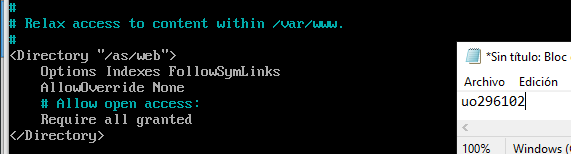 #
# Relax access to content within /var/www.
#
<Directory "/as/web">
    Options Indexes FollowSymLinks
    AllowOverride None
    # Allow open access:
    Require all granted
</Directory>
*Sin título: Bloc
Archivo Edición
uo296102
100% Windows